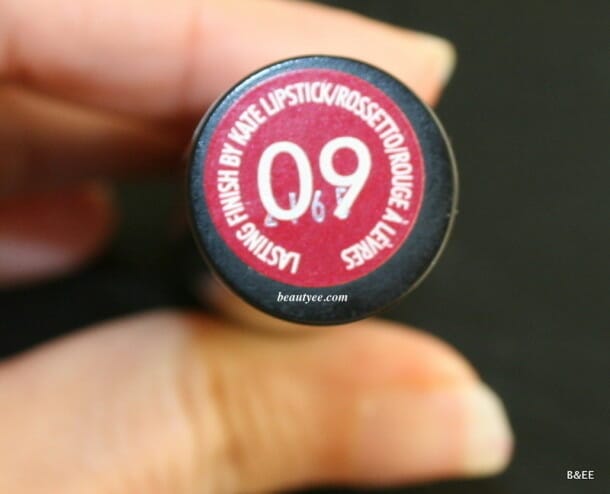 LASTING FINISH BY KATE LIPSTICK/ROSSETTO/ROUGE À LÈVRES
09
beautyee.com
B&EE